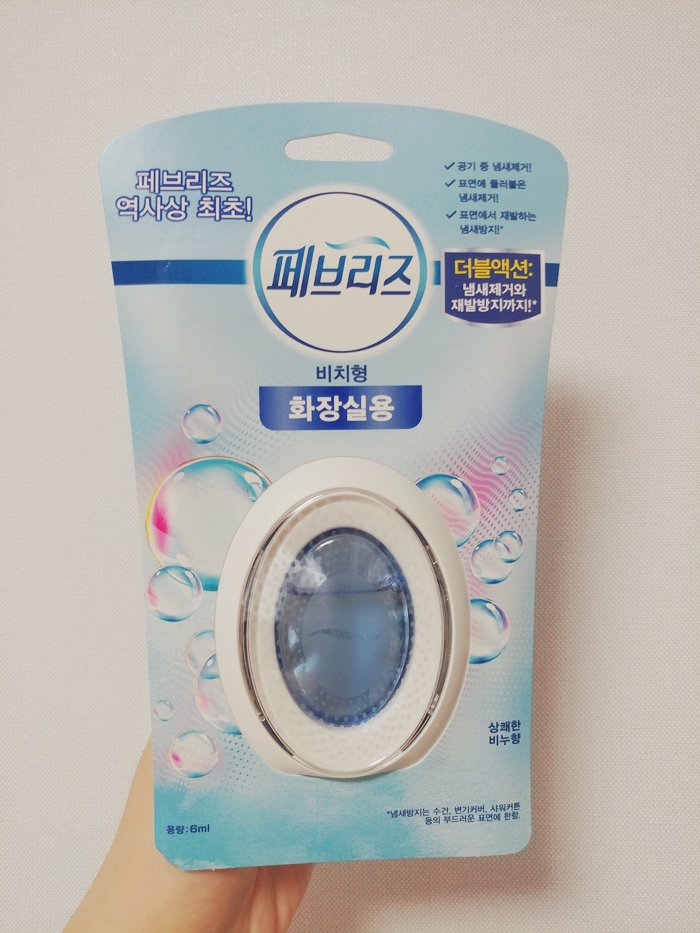 페브리즈
역사상 최초!
✓ 공기 중 냄새제거!
✓ 표면에 들러붙은
냄새제거!
✓ 표면에서 재발하는
냄새방지!*
페브리즈
더블액션:
냄새제거와
재발방지까지!*
비치형
화장실용
상쾌한
비누향
*냄새방지는 수건, 변기커버, 샤워커튼
등의 부드러운 표면에 한함.
용량: 6ml